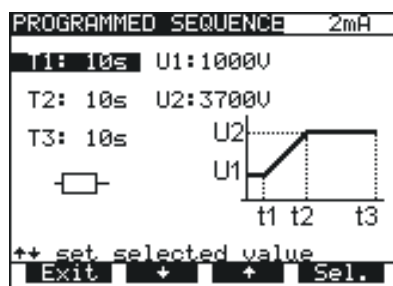 PROGRAMMED SEQUENCE 2mA
T1: 10s U1:1000V
T2: 10s U2:3700V
T3: 10s
U2
U1
t1 t2 t3
↑↓ set selected value
Exit ↓ ↑ Sel.